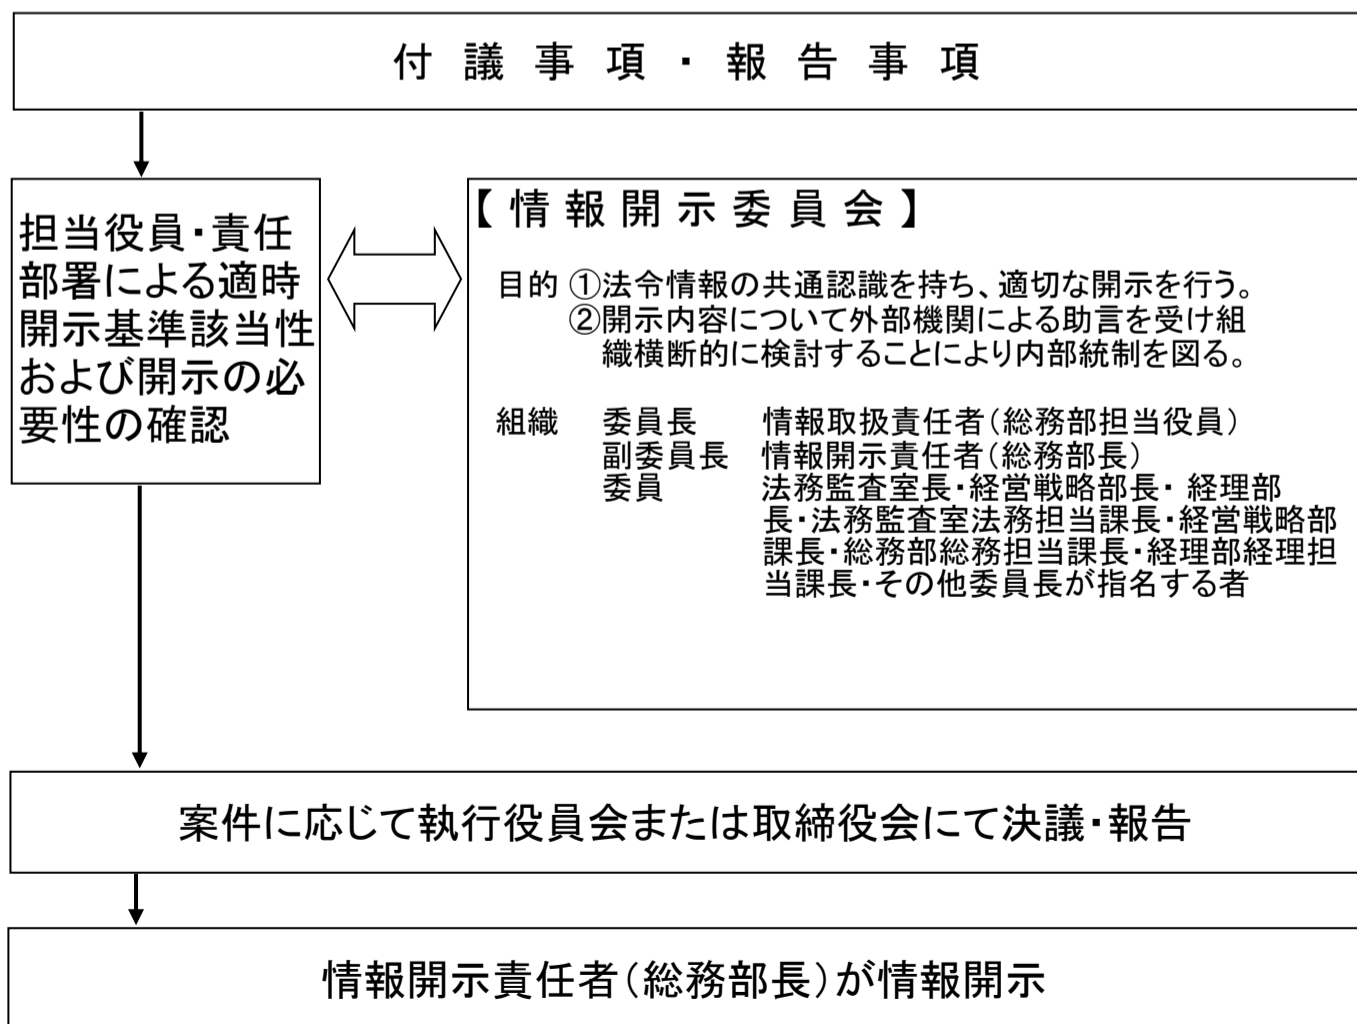 付議事項・報告事項
担当役員・責任
部署による適時
開示基準該当性
および開示の必
要性の確認
【情報開示委員会】
目的 ①法令情報の共通認識を持ち、適切な開示を行う。
②開示内容について外部機関による助言を受け組
織横断的に検討することにより内部統制を図る。
組織 委員長 情報取扱責任者(総務部担当役員)
副委員長 情報開示責任者(総務部長)
委員 法務監査室長・経営戦略部長・ 経理部
長・法務監査室法務担当課長・経営戦略部
課長・総務部総務担当課長・経理部経理担
当課長・その他委員長が指名する者
案件に応じて執行役員会または取締役会にて決議・報告
情報開示責任者(総務部長)が情報開示